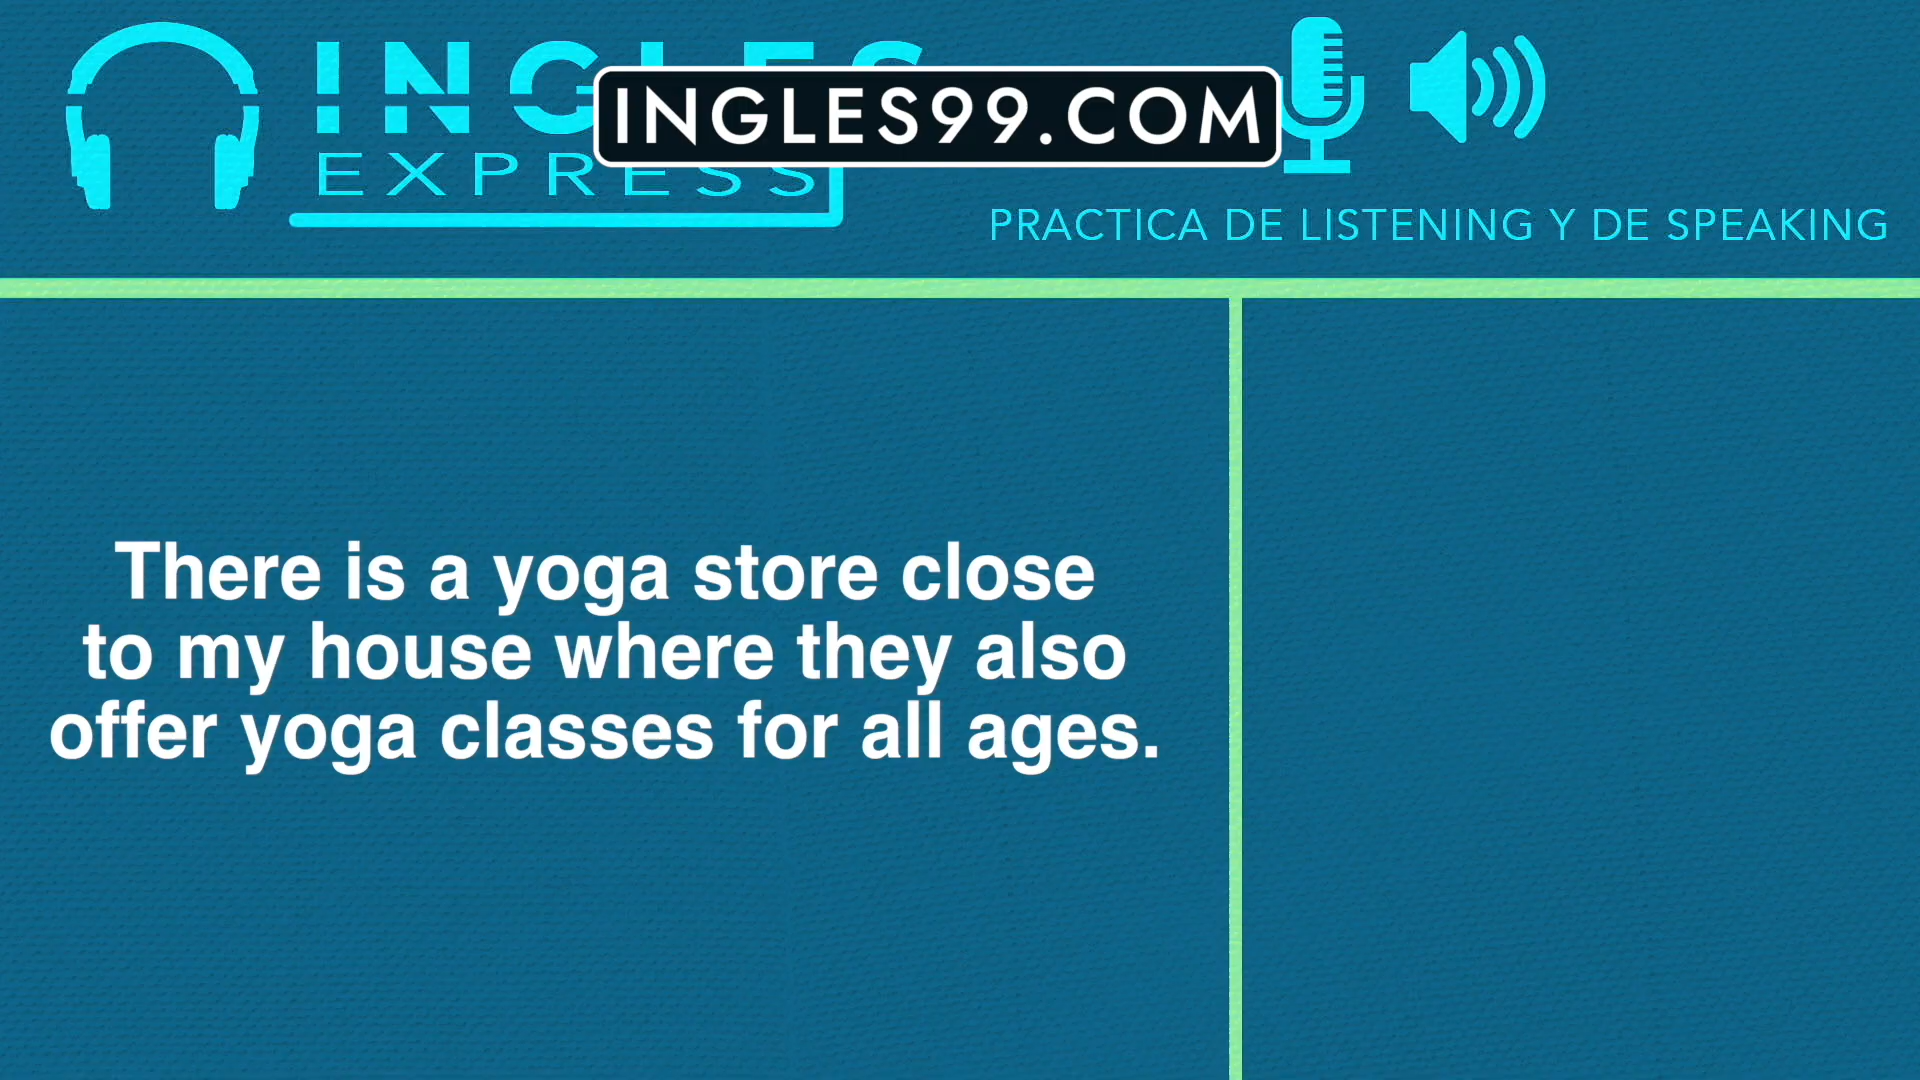 INGLES
INGLES99.COM
EXPRESS
PRACTICA DE LISTENING Y DE SPEAKING
There is a yoga store close
to my house where they also
offer yoga classes for all ages.